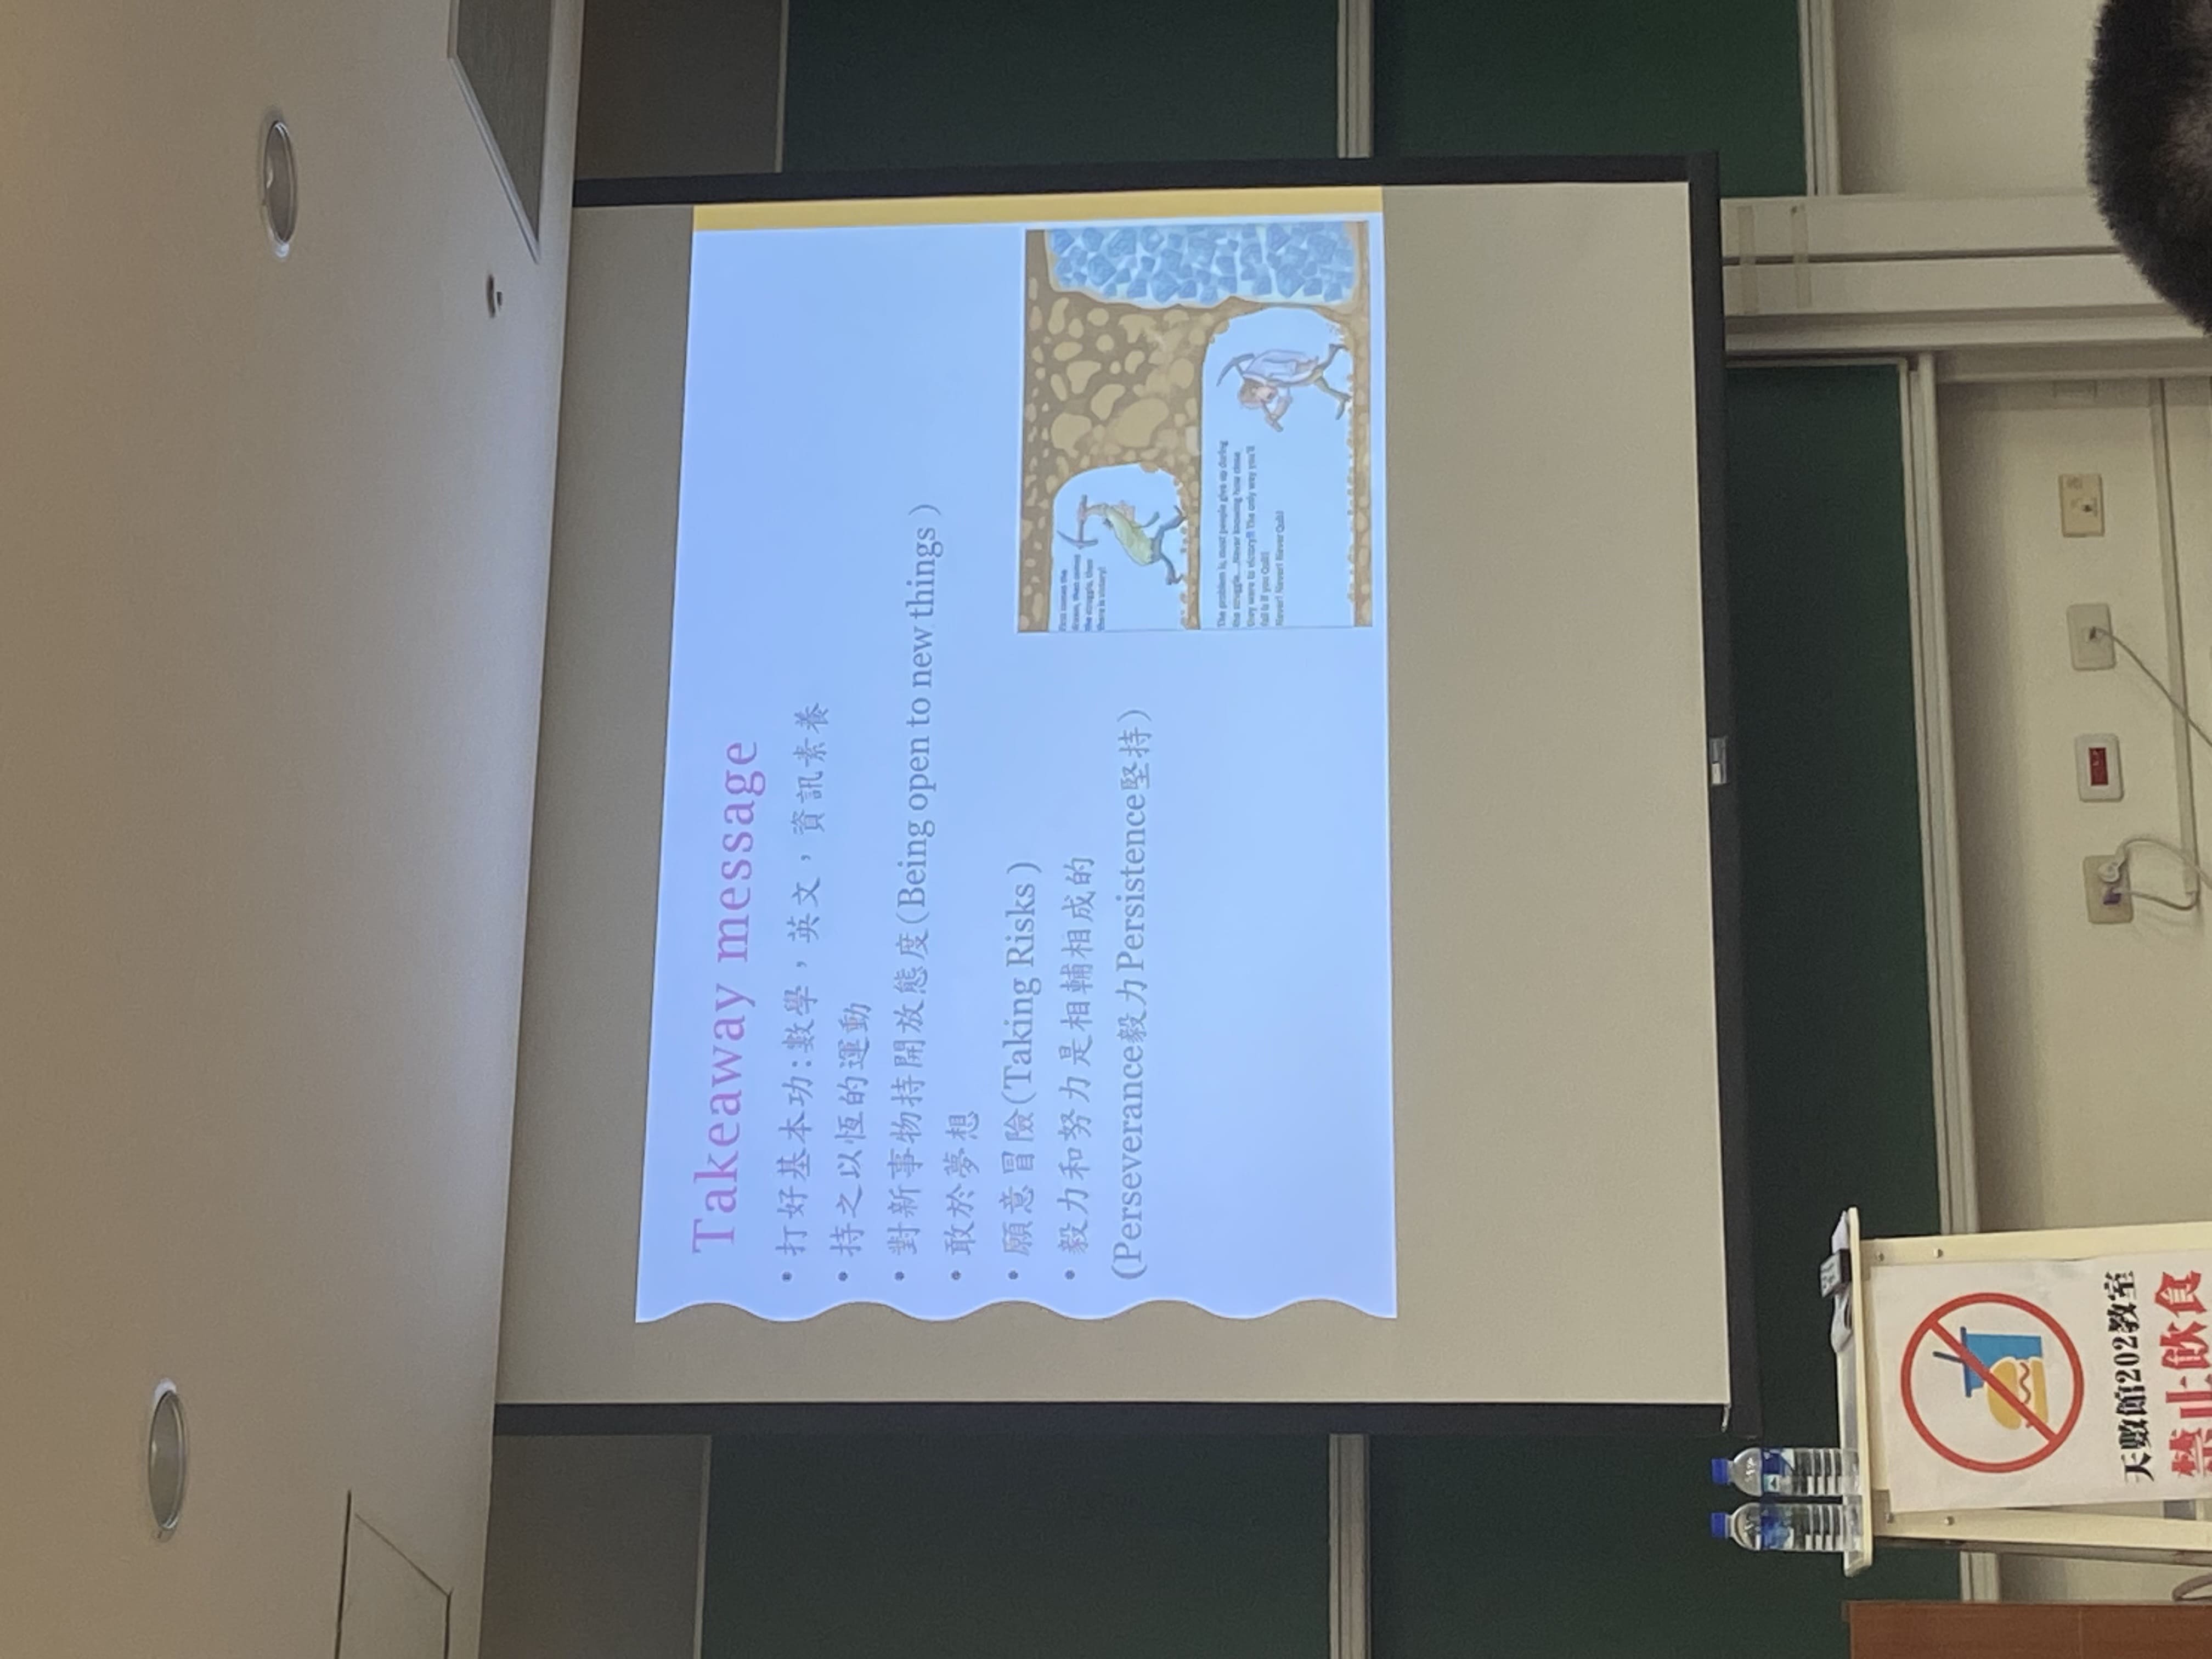 Takeaway message
• 打好基本功:數學，英文，資訊素養
• 持之以恆的運動
• 對新事物持開放態度(Being open to new things )
• 敢於夢想
• 願意冒險(Taking Risks )
• 毅力和努力是相輔相成的
(Perseverance毅力Persistence堅持)
First comes the
dream, then comes
the struggle, then
there is victory!
The problem is, most people give up during
the struggle....Never knowing how close
they were to victory!! The only way you'll
fail is if you Quit!
Never! Never! Never Quit!
天數館202教室
禁止飲食